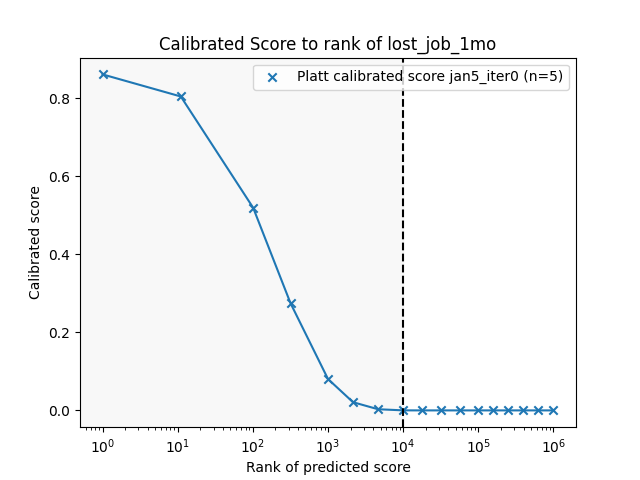 Calibrated Score to rank of lost_job_1mo
Platt calibrated score jan5_iter0 (n=5)
Calibrated score
0.8
0.6
0.4
0.2
0.0
10⁰ 10¹ 10² 10³ 10⁴ 10⁵ 10⁶
Rank of predicted score